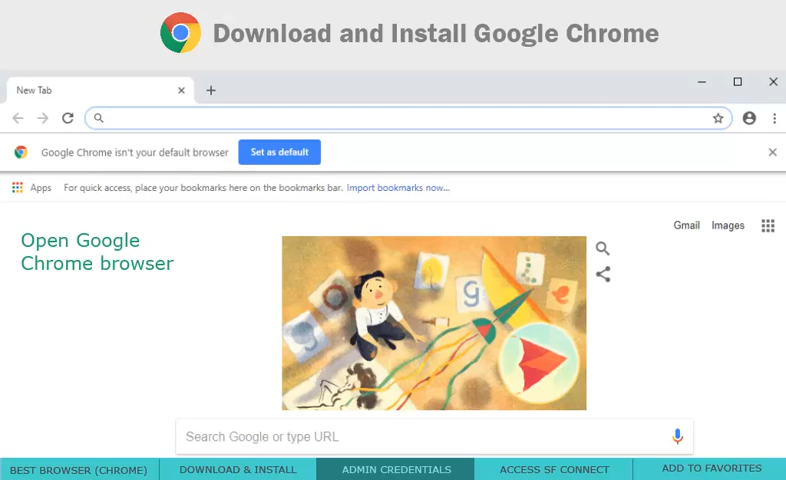 Download and Install Google Chrome
New Tab
Google Chrome isn't your default browser Set as default
Apps For quick access, place your bookmarks here on the bookmarks bar. Import bookmarks now...
Gmail Images
Open Google
Chrome browser
g
g
e
Search Google or type URL
BEST BROWSER (CHROME) DOWNLOAD & INSTALL ADMIN CREDENTIALS ACCESS SF CONNECT ADD TO FAVORITES